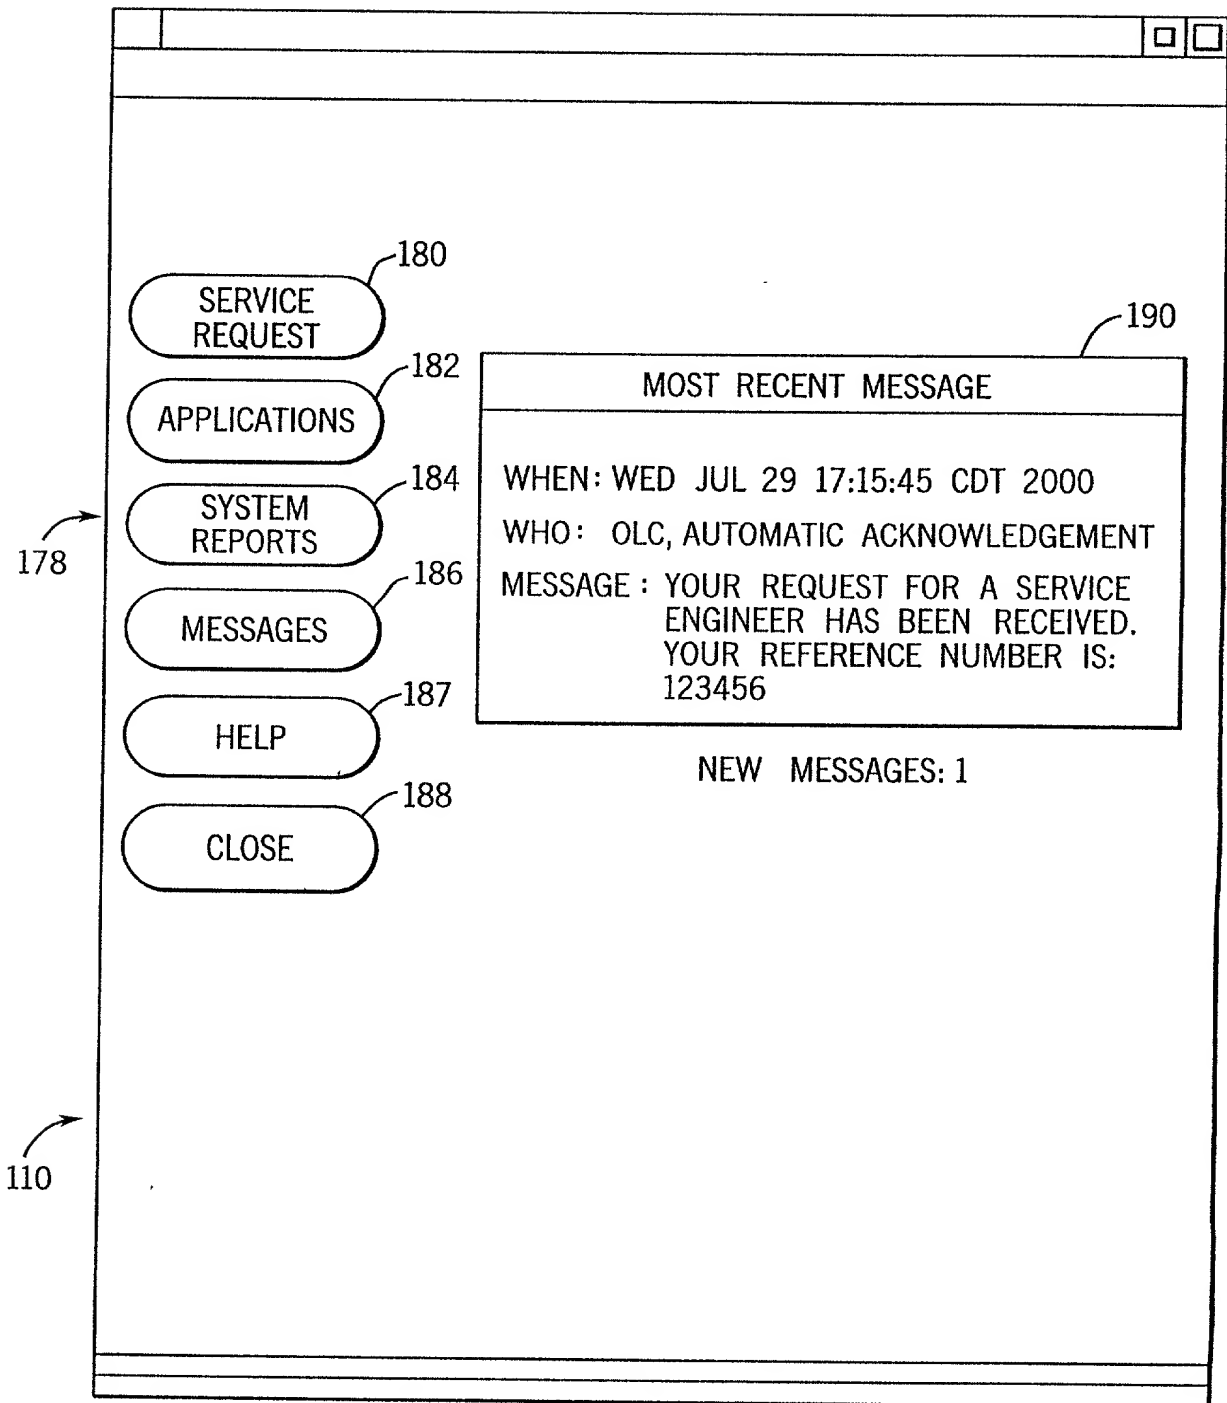 180
SERVICE
REQUEST
182
APPLICATIONS
184
SYSTEM
REPORTS
178
186
MESSAGES
187
HELP
188
CLOSE
190
MOST RECENT MESSAGE
WHEN: WED JUL 29 17:15:45 CDT 2000
WHO: OLC, AUTOMATIC ACKNOWLEDGEMENT
MESSAGE: YOUR REQUEST FOR A SERVICE
ENGINEER HAS BEEN RECEIVED.
YOUR REFERENCE NUMBER IS:
123456
NEW MESSAGES: 1
110